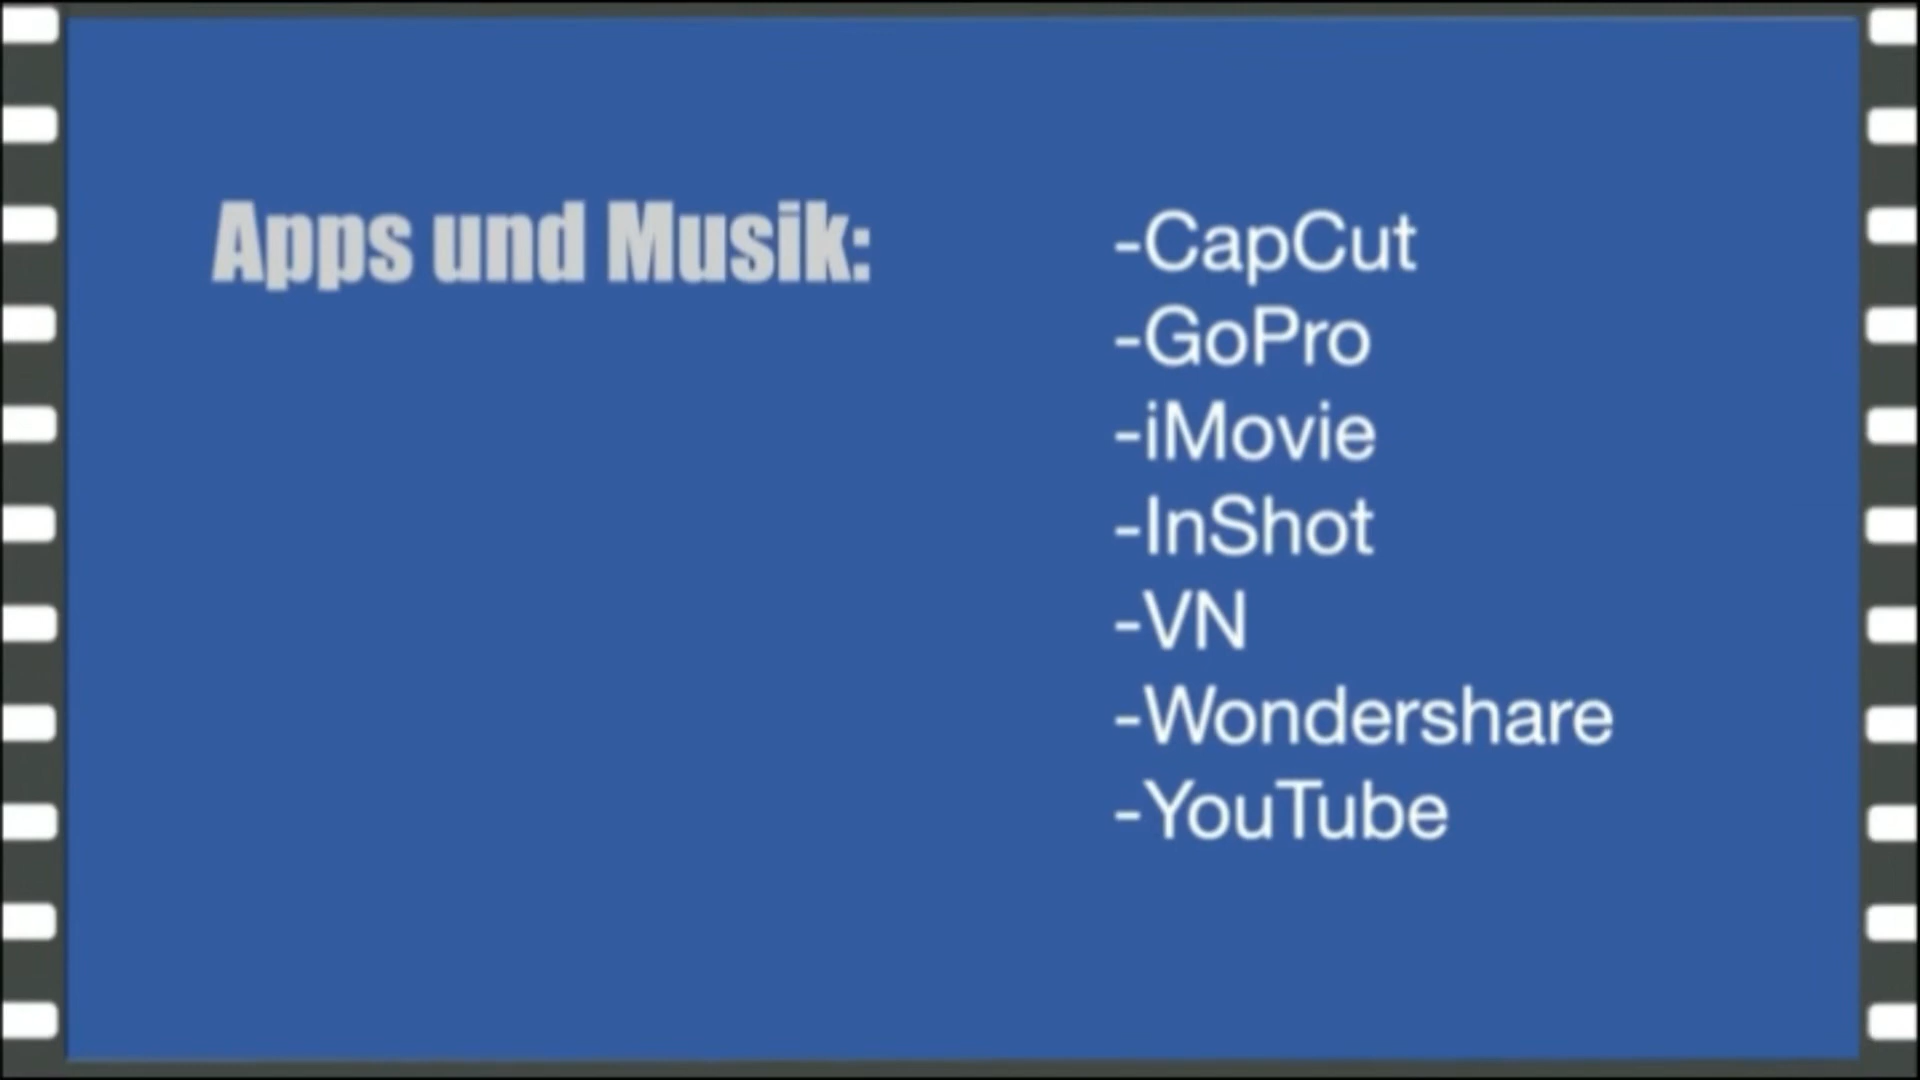 Apps und Musik:
-CapCut
-GoPro
-iMovie
-InShot
-VN
-Wondershare
-YouTube